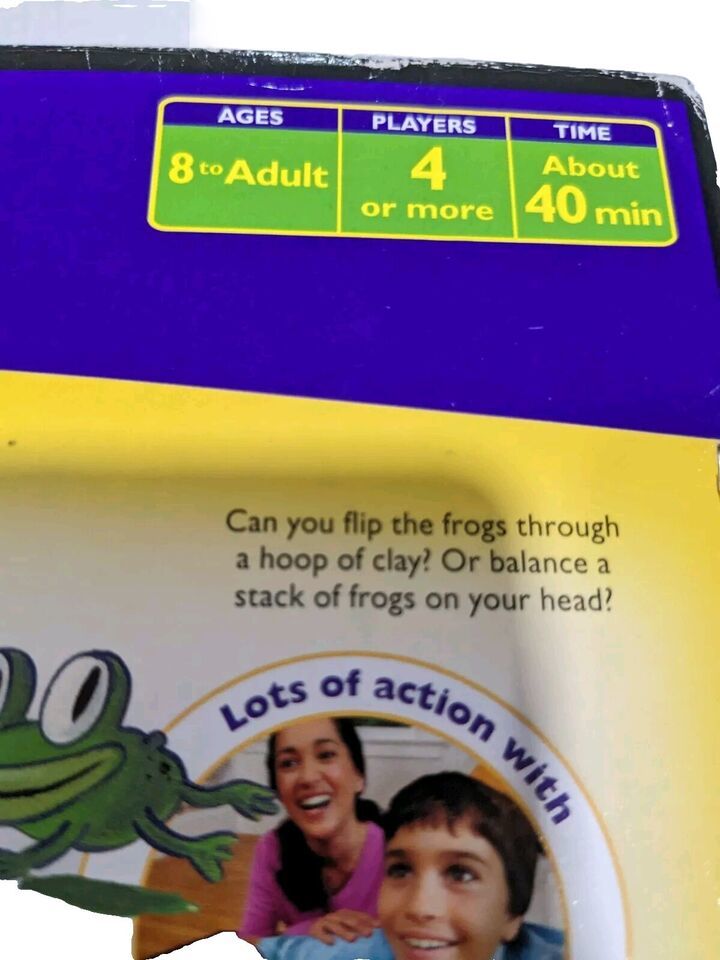 AGES
8 to Adult
PLAYERS
4
or more
TIME
About
40 min
Can you flip the frogs through
a hoop of clay? Or balance a
stack of frogs on your head?
Lots of action with